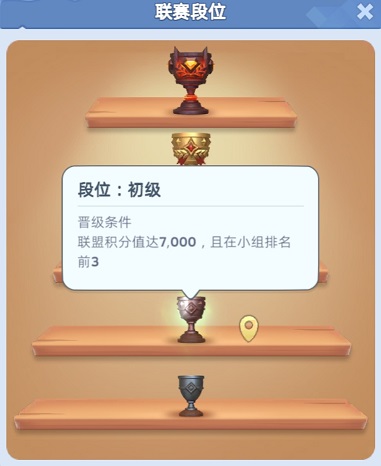 联赛段位
段位：初级
晋级条件
联盟积分值达7,000，且在小组排名
前3